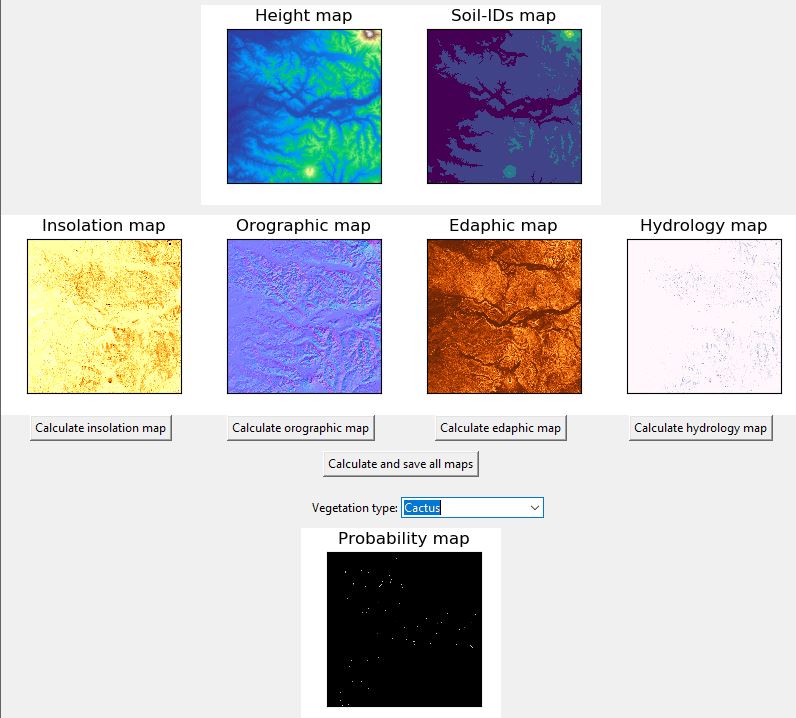 Height map
Soil-IDs map
Insolation map
Orographic map
Edaphic map
Hydrology map
Calculate insolation map
Calculate orographic map
Calculate edaphic map
Calculate hydrology map
Calculate and save all maps
Vegetation type: Cactus
Probability map